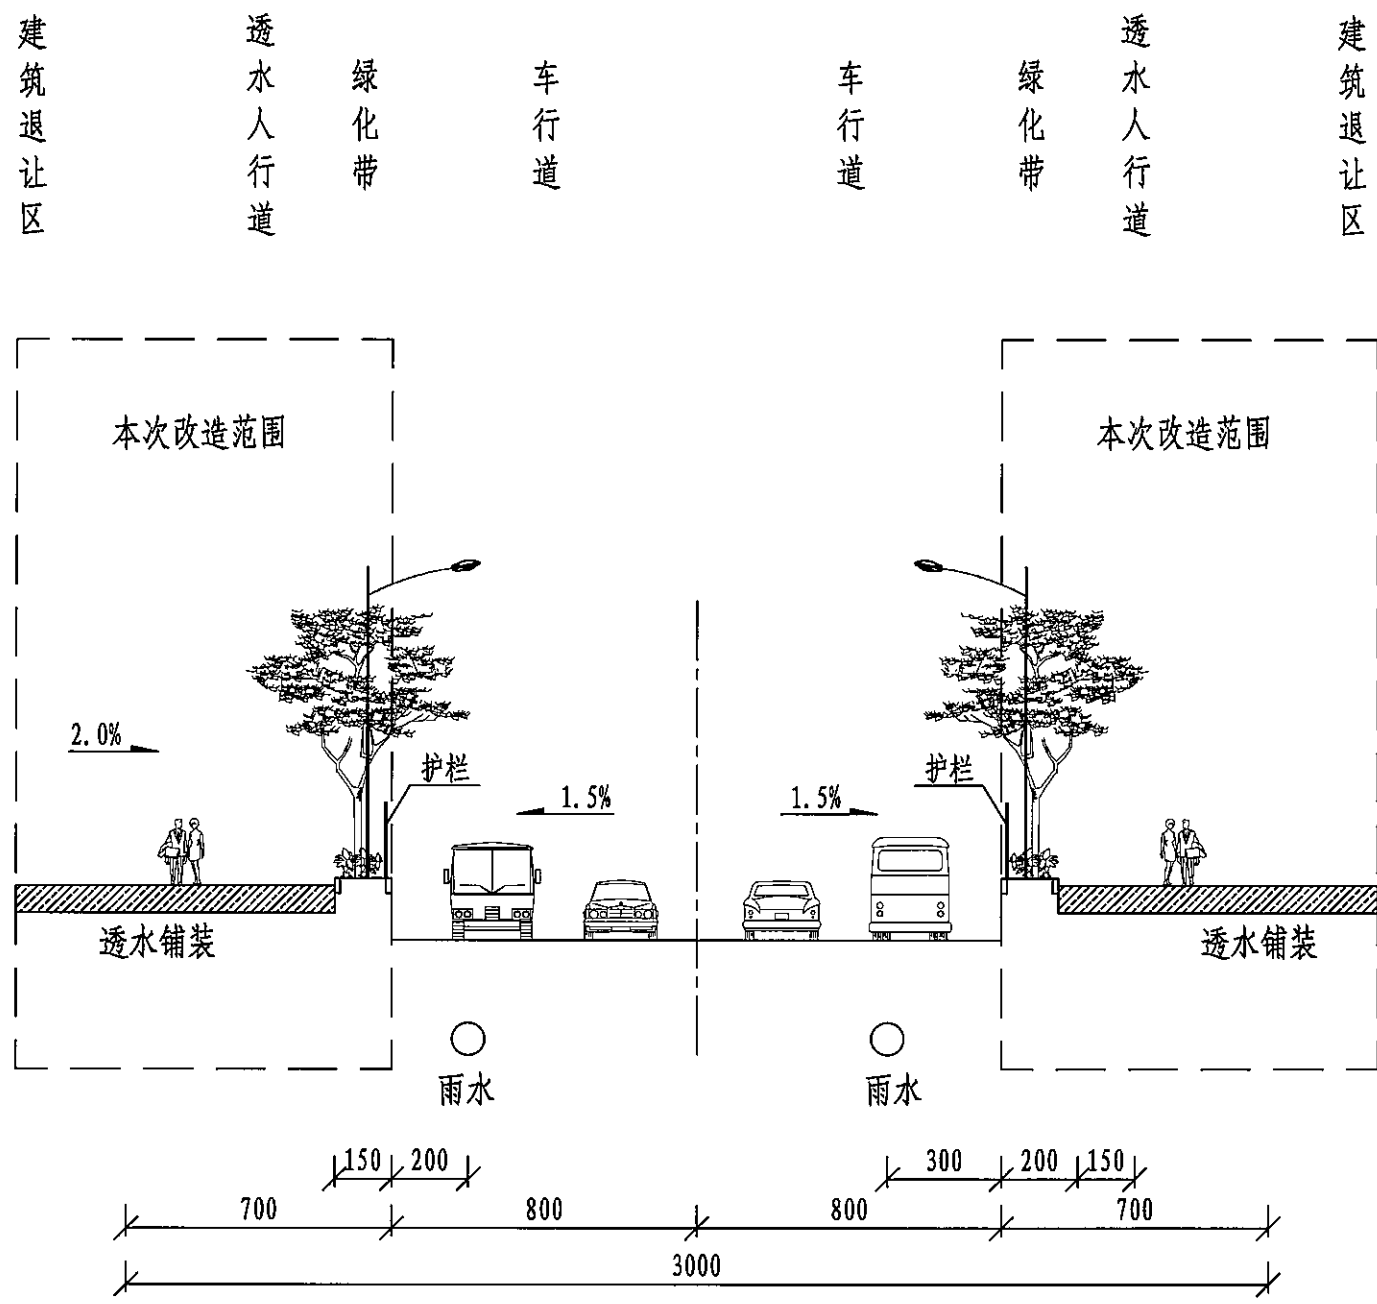 建筑退让区
透水人行道
绿化带
车行道
车行道
绿化带
透水人行道
建筑退让区
本次改造范围
本次改造范围
2.0%
护栏
1.5%
1.5%
护栏
透水铺装
透水铺装
雨水
雨水
150
200
300
200
150
700
800
800
700
3000